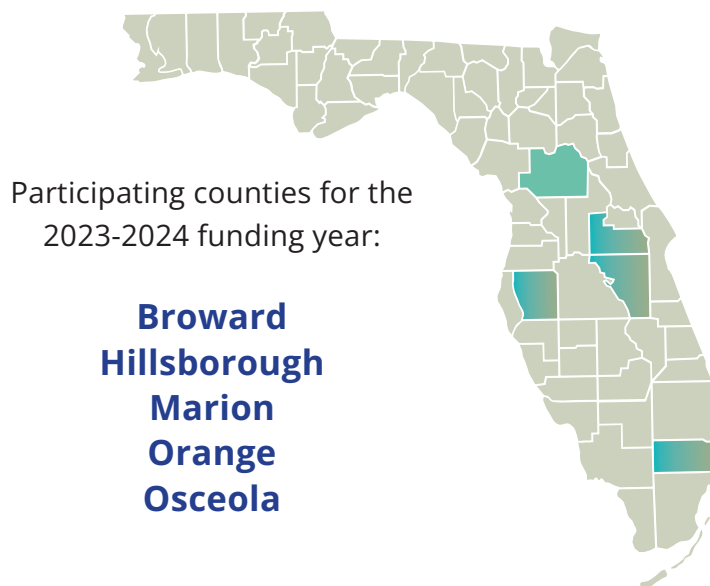 Participating counties for the
2023-2024 funding year:
Broward
Hillsborough
Marion
Orange
Osceola